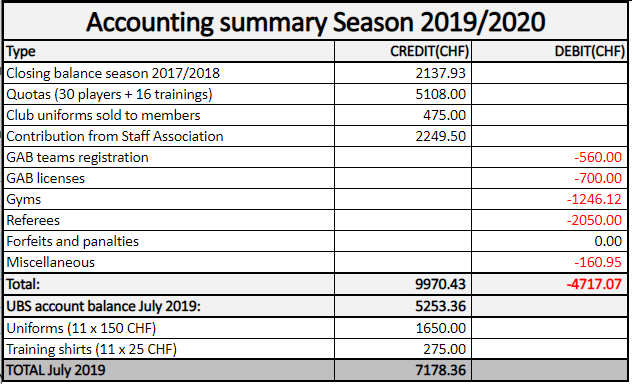 Accounting summary Season 2019/2020
Type CREDIT(CHF) DEBIT(CHF)
Closing balance season 2017/2018 2137.93
Quotas (30 players + 16 trainings) 5108.00
Club uniforms sold to members 475.00
Contribution from Staff Association 2249.50
GAB teams registration -560.00
GAB licenses -700.00
Gyms -1246.12
Referees -2050.00
Forfeits and panalties 0.00
Miscellaneous -160.95
Total: 9970.43 -4717.07
UBS account balance July 2019: 5253.36
Uniforms (11 x 150 CHF) 1650.00
Training shirts (11 x 25 CHF) 275.00
TOTAL July 2019 7178.36